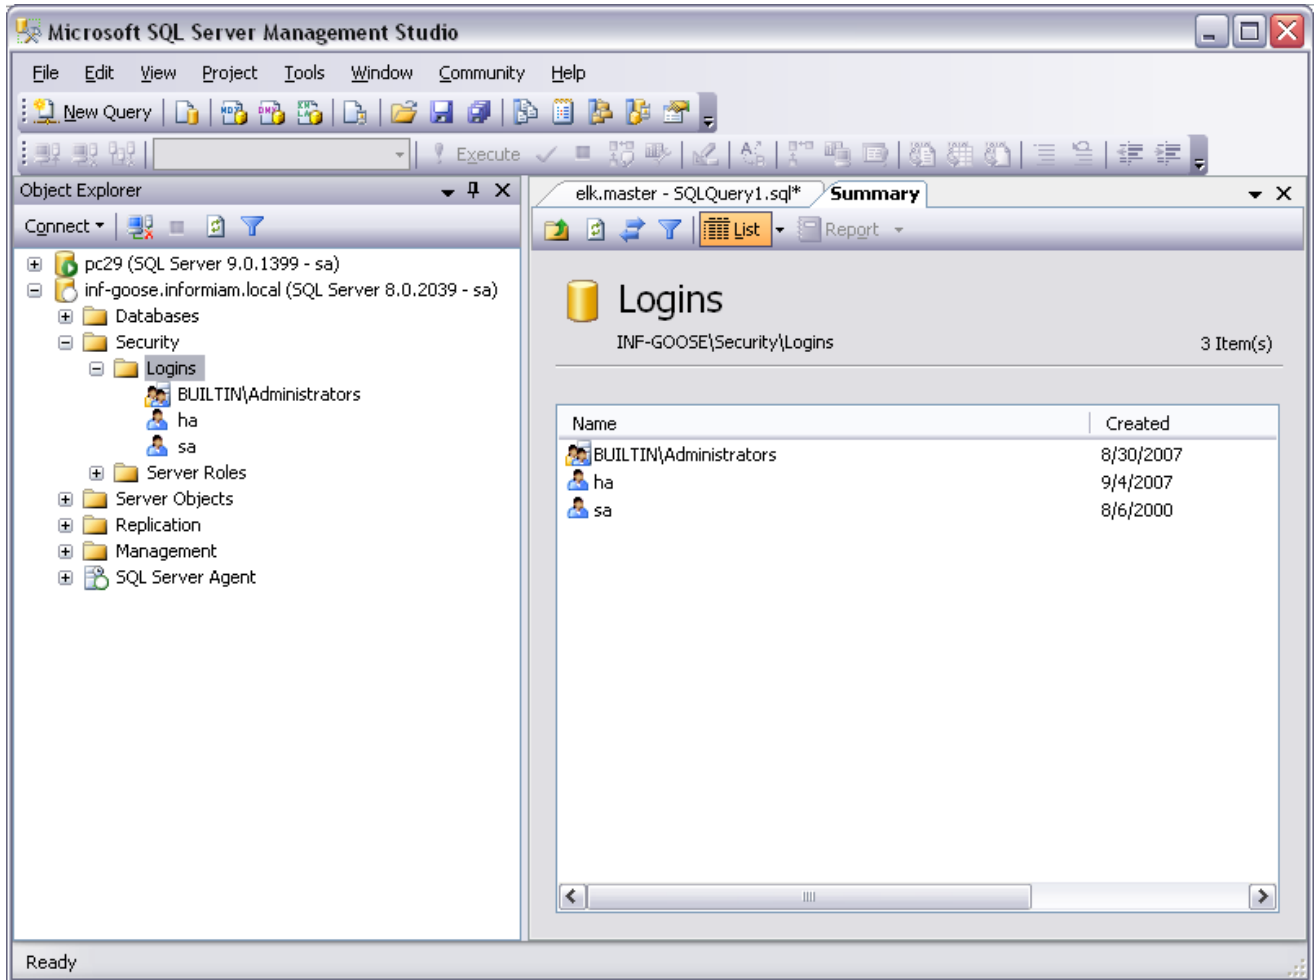 Microsoft SQL Server Management Studio
File Edit View Project Tools Window Community Help
New Query
Execute
Object Explorer
Connect
pc29 (SQL Server 9.0.1399 - sa)
inf-goose.informiam.local (SQL Server 8.0.2039 - sa)
Databases
Security
Logins
BUILTIN\Administrators
ha
sa
Server Roles
Server Objects
Replication
Management
SQL Server Agent
elk.master - SQLQuery1.sql* Summary
List Report
Logins
INF-GOOSE\Security\Logins 3 Item(s)
Name Created
BUILTIN\Administrators 8/30/2007
ha 9/4/2007
sa 8/6/2000
Ready